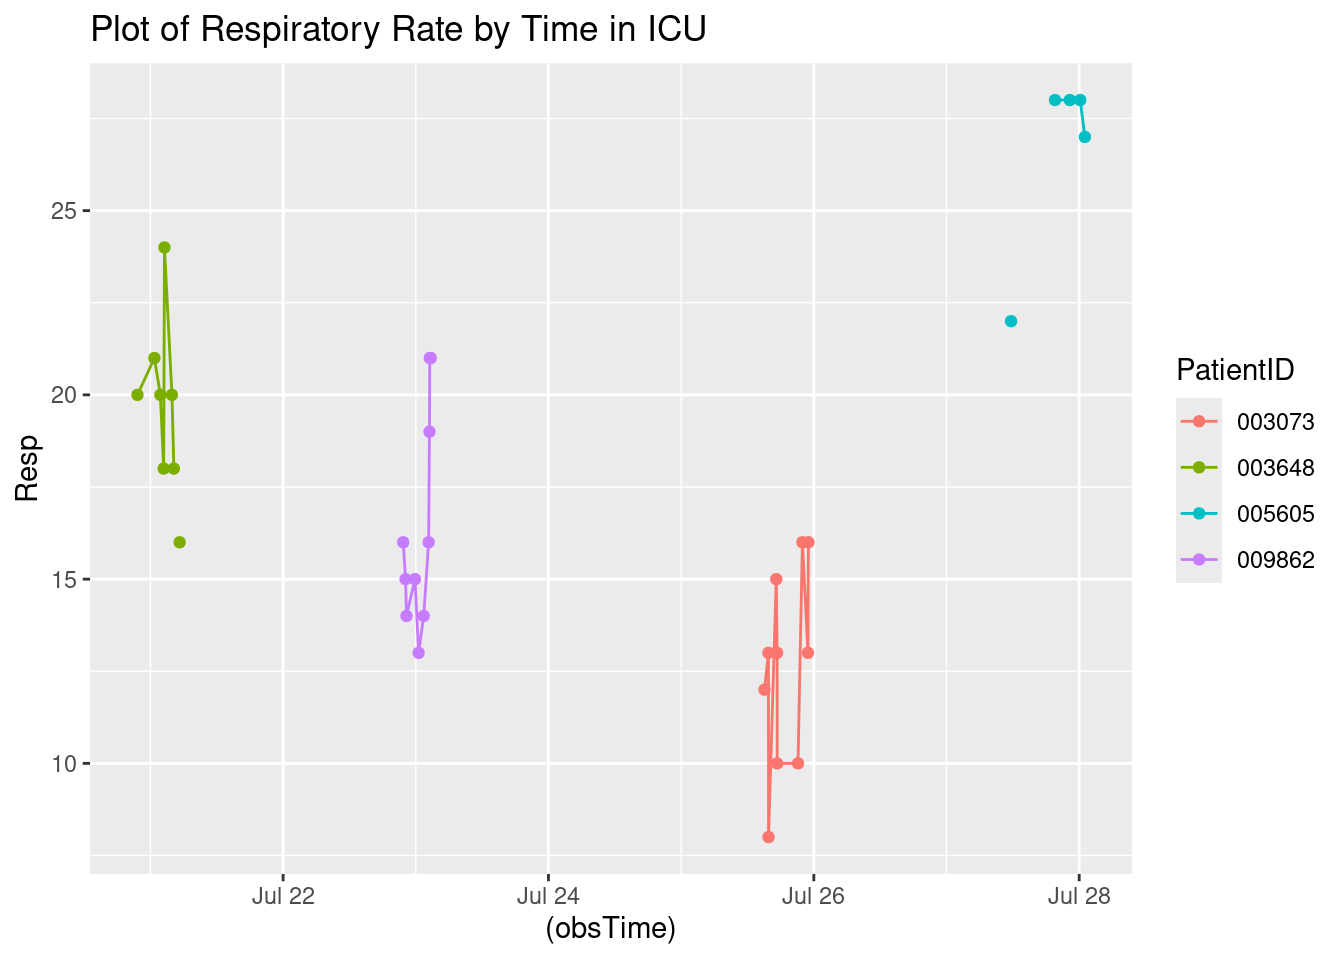 Plot of Respiratory Rate by Time in ICU
Resp
25
20
15
10
Jul 22 Jul 24 Jul 26 Jul 28
(obsTime)
PatientID
003073
003648
005605
009862